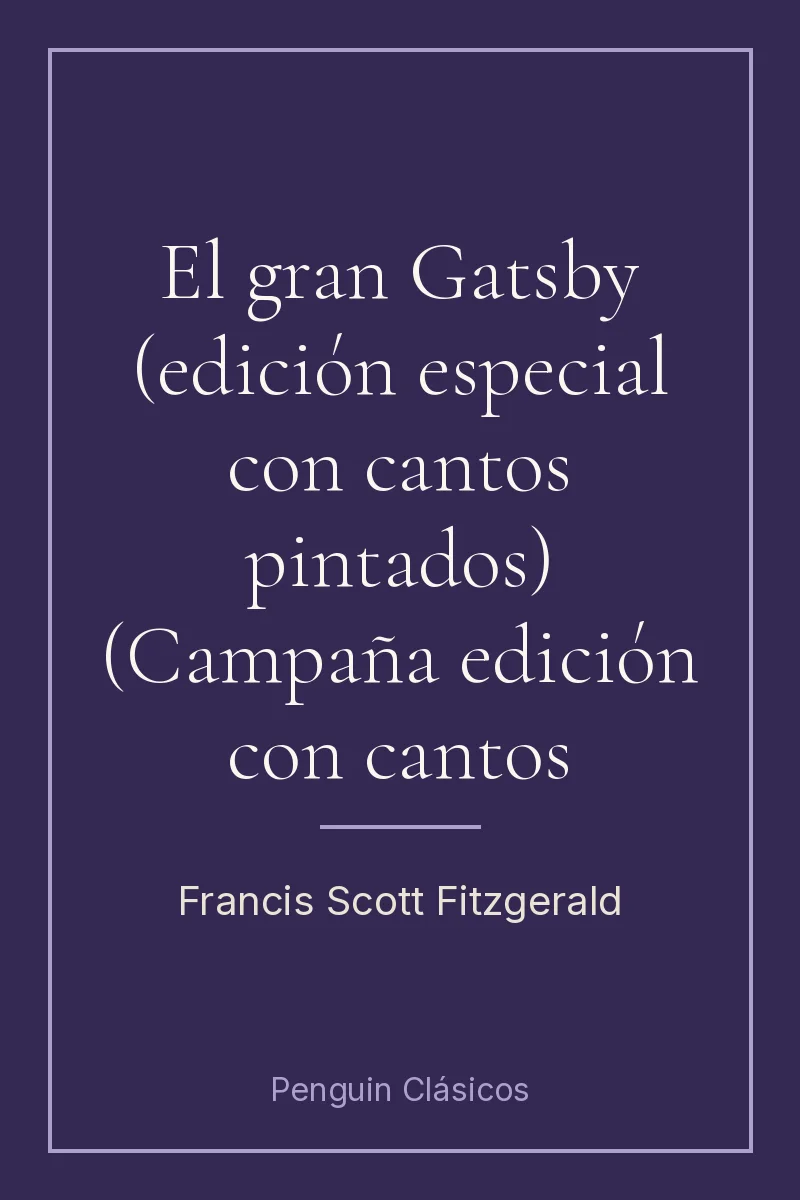 El gran Gatsby
(edición especial
con cantos
pintados)
(Campaña edición
con cantos
Francis Scott Fitzgerald
Penguin Clásicos